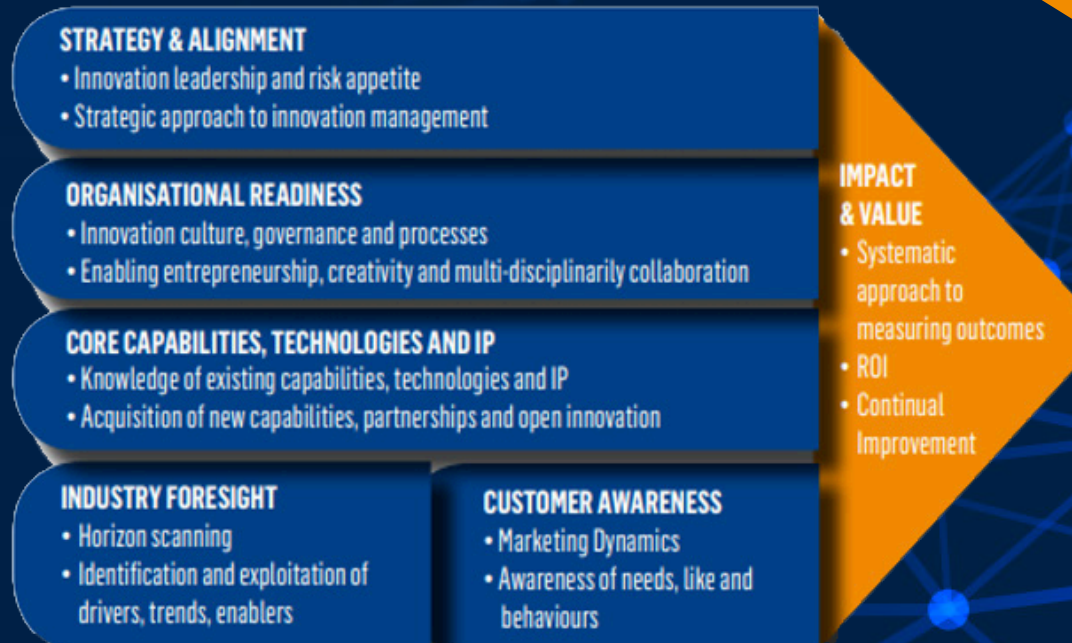 STRATEGY & ALIGNMENT
• Innovation leadership and risk appetite
• Strategic approach to innovation management
ORGANISATIONAL READINESS
• Innovation culture, governance and processes
• Enabling entrepreneurship, creativity and multi-disciplinarily collaboration
CORE CAPABILITIES, TECHNOLOGIES AND IP
• Knowledge of existing capabilities, technologies and IP
• Acquisition of new capabilities, partnerships and open innovation
INDUSTRY FORESIGHT
• Horizon scanning
• Identification and exploitation of
drivers, trends, enablers
CUSTOMER AWARENESS
• Marketing Dynamics
• Awareness of needs, like and
behaviours
IMPACT
& VALUE
• Systematic
approach to
measuring outcomes
• ROI
• Continual
Improvement